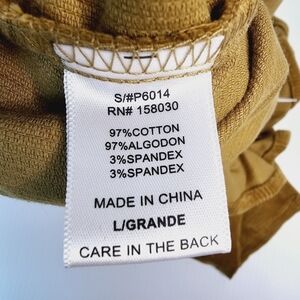 S/#P6014
RN# 158030
97%COTTON
97%ALGODON
3%SPANDEX
3%SPANDEX
MADE IN CHINA
L/GRANDE
CARE IN THE BACK